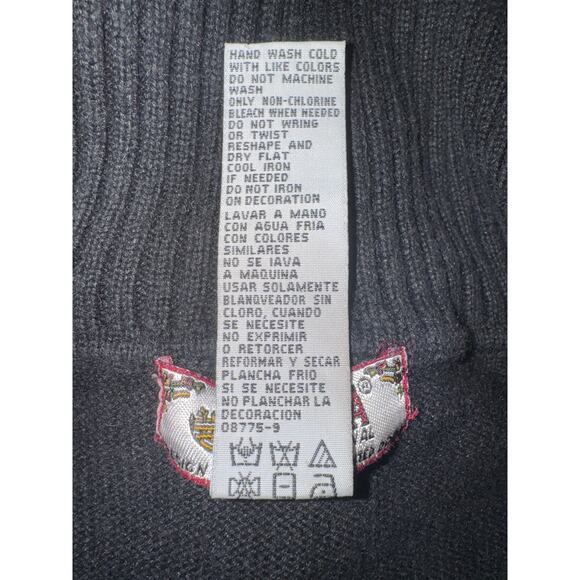 HAND WASH COLD
WITH LIKE COLORS
DO NOT MACHINE
WASH
ONLY NON-CHLORINE
BLEACH WHEN NEEDED
DO NOT WRING
OR TWIST
RESHAPE AND
DRY FLAT
COOL IRON
IF NEEDED
DO NOT IRON
ON DECORATION
LAVAR A MANO
CON AGUA FRIA
CON COLORES
SIMILARES
NO SE IAVA
A MAQUINA
USAR SOLAMENTE
BLANQVEADOR SIN
CLORO, CUANDO
SE NECESITE
NO EXPRIMIR
O RETORCER
REFORMAR Y SECAR
PLANCHA FRIO
SI SE NECESITE
NO PLANCHAR LA
DECORACION
08775-9